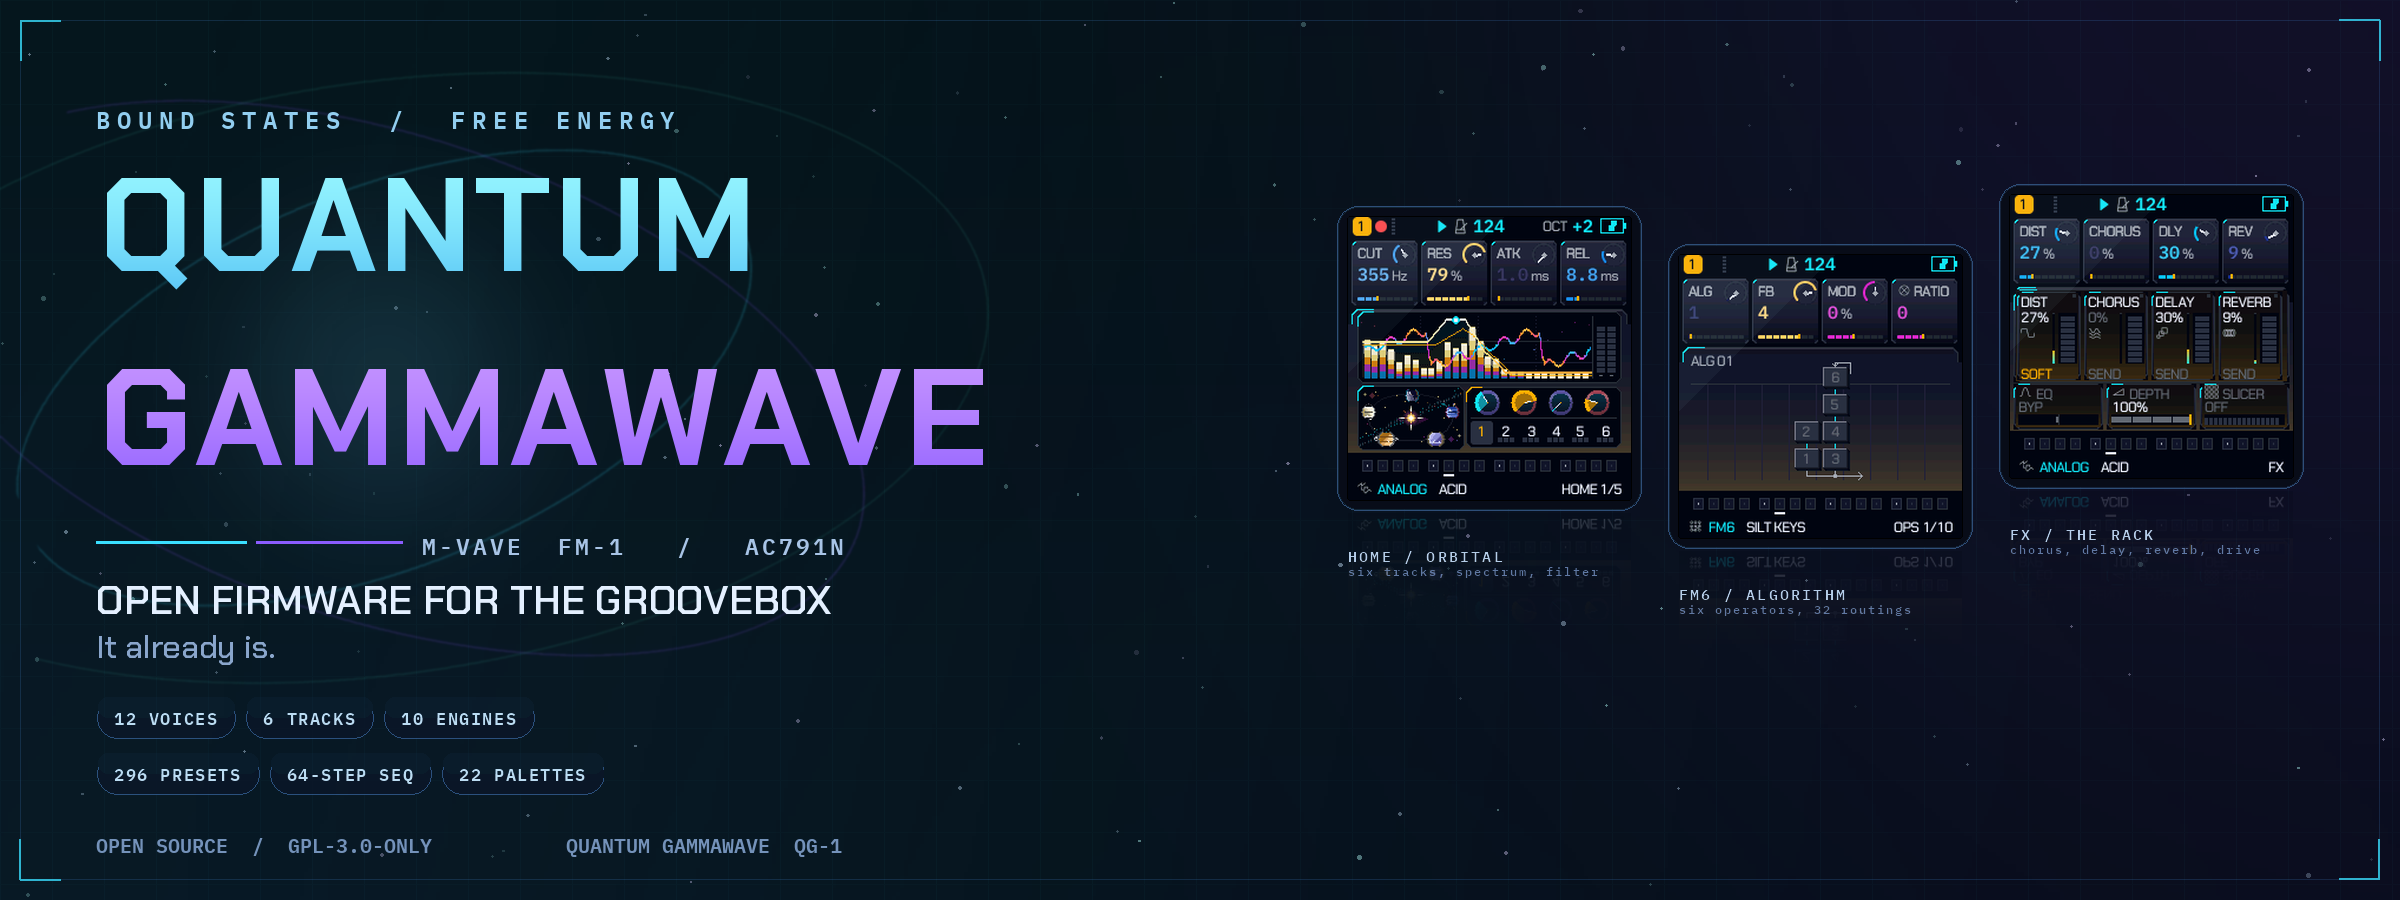 BOUND STATES / FREE ENERGY
QUANTUM
GAMMAWAVE
M-VAVE FM-1 / AC791N
OPEN FIRMWARE FOR THE GROOVEBOX
It already is.
12 VOICES 6 TRACKS 10 ENGINES
296 PRESETS 64-STEP SEQ 22 PALETTES
OPEN SOURCE / GPL-3.0-ONLY QUANTUM GAMMAWAVE QG-1
1 124 OCT +2
CUT RES ATK REL
355 Hz 79 % 1.0 ms 8.8 ms
1 2 3 4 5 6
ANALOG ACID HOME 1/5
HOME / ORBITAL
six tracks, spectrum, filter
1 124
ALG FB MOD RATIO
1 4 0 % 0
ALG 01
6
5
2 4
1 3
FM6 SILT KEYS OPS 1/10
FM6 / ALGORITHM
six operators, 32 routings
1 124
DIST CHORUS DLY REV
27 % 0 % 30 % 9 %
DIST CHORUS DELAY REVERB
27% 0% 30% 9%
SOFT SEND SEND SEND
EQ DEPTH SLICER
BYP 100% OFF
ANALOG ACID FX
FX / THE RACK
chorus, delay, reverb, drive